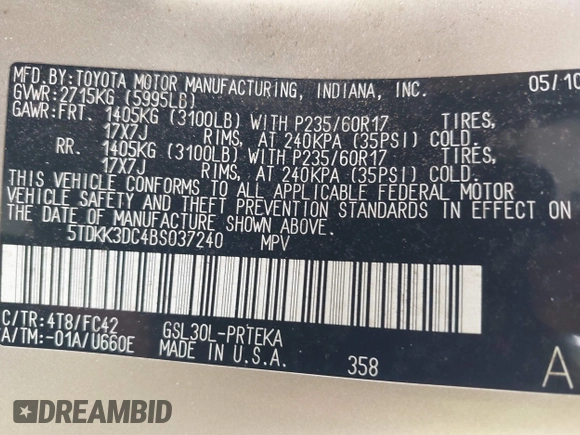 MFD.BY:TOYOTA MOTOR MANUFACTURING, INDIANA, INC. 05/10
GVWR:2715KG (5995LB)
GAWR:FRT. 1405KG (3100LB) WITH P235/60R17 TIRES,
17X7J RIMS, AT 240KPA (35PSI) COLD.
RR. 1405KG (3100LB) WITH P235/60R17 TIRES,
17X7J RIMS, AT 240KPA (35PSI) COLD.
THIS VEHICLE CONFORMS TO ALL APPLICABLE FEDERAL MOTOR
VEHICLE SAFETY AND THEFT PREVENTION STANDARDS IN EFFECT ON
THE DATE OF MANUFACTURE SHOWN ABOVE.
5TDKK3DC4BS037240 MPV
C/TR:4T8/FC42 GSL30L-PRTEKA
A/TM:-01A/U660E MADE IN U.S.A. 358 A
DREAMBID